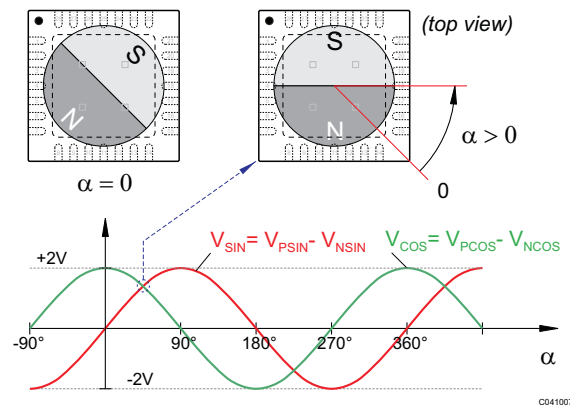 S
N
α = 0
(top view)
S
N
α > 0
0
V_SIN = V_PSIN - V_NSIN
V_COS = V_PCOS - V_NCOS
+2V
-90° 90° 180° 270° 360°
α
-2V
C041007